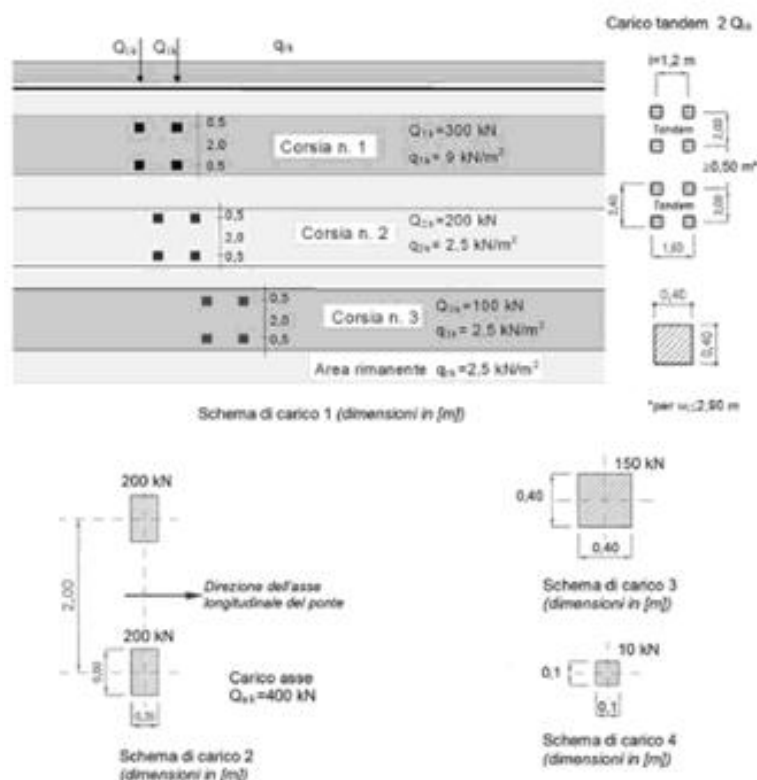 Carico tandem 2 Q₁ₖ
Q₁ₖ Q₁ₖ q₁ₖ
l=1,2 m
0.5
2.0
0.5
Corsia n. 1
Q₁ₖ=300 kN
q₁ₖ= 9 kN/m²
Tandem
2,00
≥0,50 m*
0,5
2,0
0,5
Corsia n. 2
Q₂ₖ=200 kN
q₂ₖ= 2,5 kN/m²
Tandem
2,00
1,60
0,5
2,0
0,5
Corsia n. 3
Q₃ₖ=100 kN
q₃ₖ= 2,5 kN/m²
0,40
0,40
Area rimanente qᵣₖ=2,5 kN/m²
Schema di carico 1 (dimensioni in [m])
*per
2,90 m
200 kN
2,00
Direzione dell'asse
longitudinale del ponte
200 kN
Carico asse
=400 kN
Schema di carico 2
(dimensioni in [m])
150 kN
0,40
0,40
Schema di carico 3
(dimensioni in [m])
10 kN
0,1
0,1
Schema di carico 4
(dimensioni in [m])